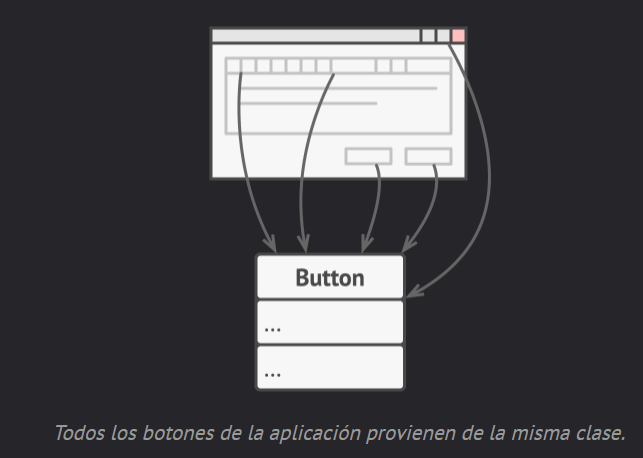 Button
...
...
Todos los botones de la aplicación provienen de la misma clase.